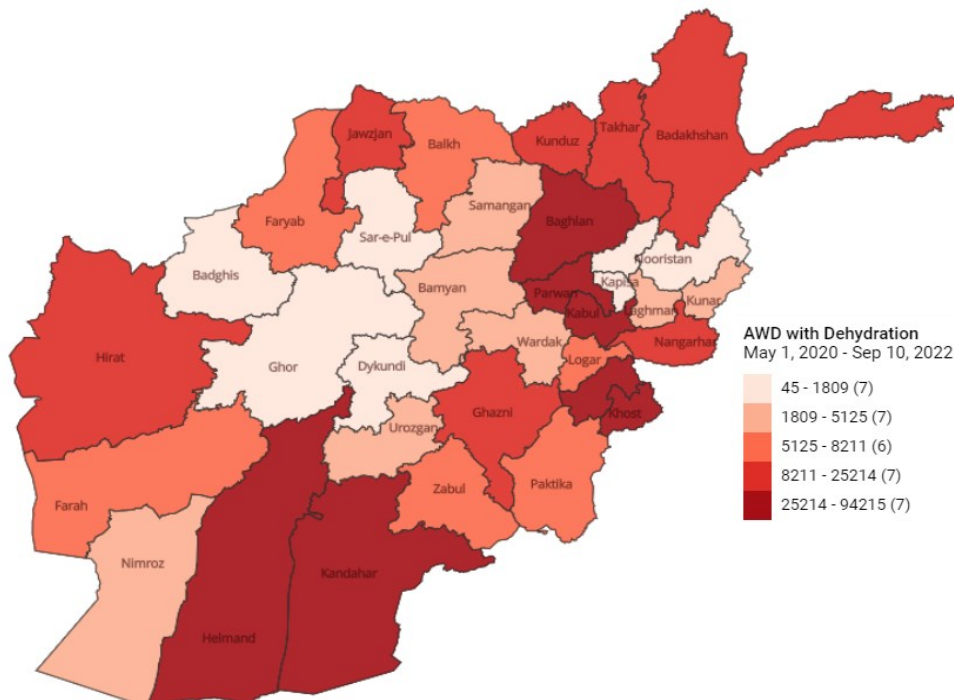 Jawzjan
Balkh
Kunduz
Takhar
Badakhshan
Faryab
Samangan
Baghlan
Sar-e-Pul
Badghis
Nooristan
Bamyan
Kapisa
Parwan
Kabul
Laghman
Kunar
Hirat
Ghor
Dykundi
Wardak
Logar
Nangarhar
Ghazni
Khost
Urozgan
Farah
Zabul
Paktika
Nimroz
Kandahar
Helmand
AWD with Dehydration
May 1, 2020 - Sep 10, 2022
45 - 1809 (7)
1809 - 5125 (7)
5125 - 8211 (6)
8211 - 25214 (7)
25214 - 94215 (7)